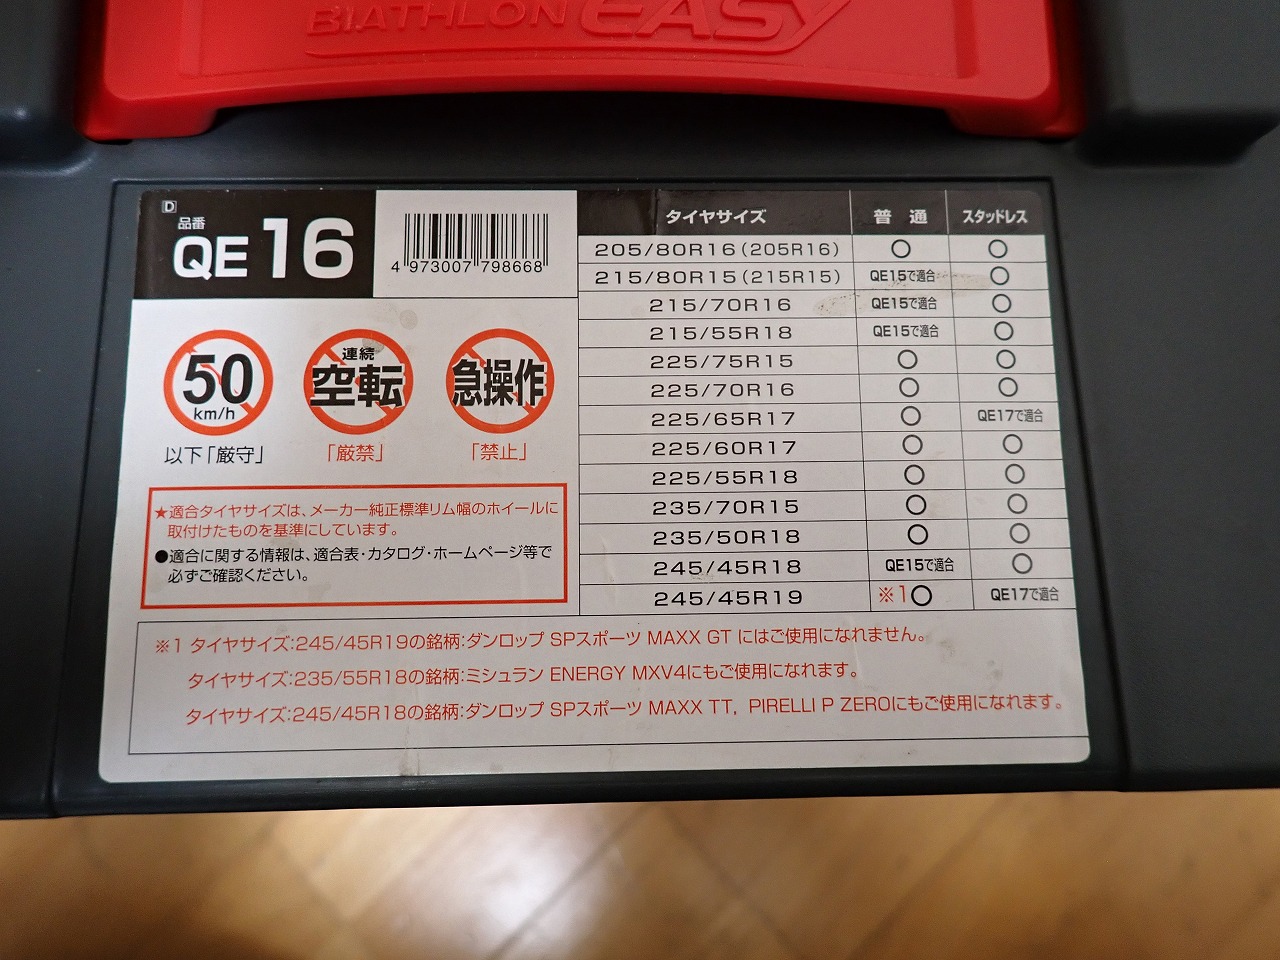 BIATHLON EASY
D
品番
QE16
4 973007 798668
50
km/h
以下「厳守」
連続
空転
「厳禁」
急操作
「禁止」
★適合タイヤサイズは、メーカー純正標準リム幅のホイールに
取付けたものを基準にしています。
●適合に関する情報は、適合表・カタログ・ホームページ等で
必ずご確認ください。
タイヤサイズ 普通 スタッドレス
205/80R16(205R16) ○ ○
215/80R15(215R15) QE15で適合 ○
215/70R16 QE15で適合 ○
215/55R18 QE15で適合 ○
225/75R15 ○ ○
225/70R16 ○ ○
225/65R17 ○ QE17で適合
225/60R17 ○ ○
225/55R18 ○ ○
235/70R15 ○ ○
235/50R18 ○ ○
245/45R18 QE15で適合 ○
245/45R19 ※1○ QE17で適合
※1 タイヤサイズ:245/45R19の銘柄:ダンロップ SPスポーツ MAXX GT にはご使用になれません。
タイヤサイズ:235/55R18の銘柄:ミシュラン ENERGY MXV4にもご使用になれます。
タイヤサイズ:245/45R18の銘柄:ダンロップ SPスポーツ MAXX TT, PIRELLI P ZEROにもご使用になれます。